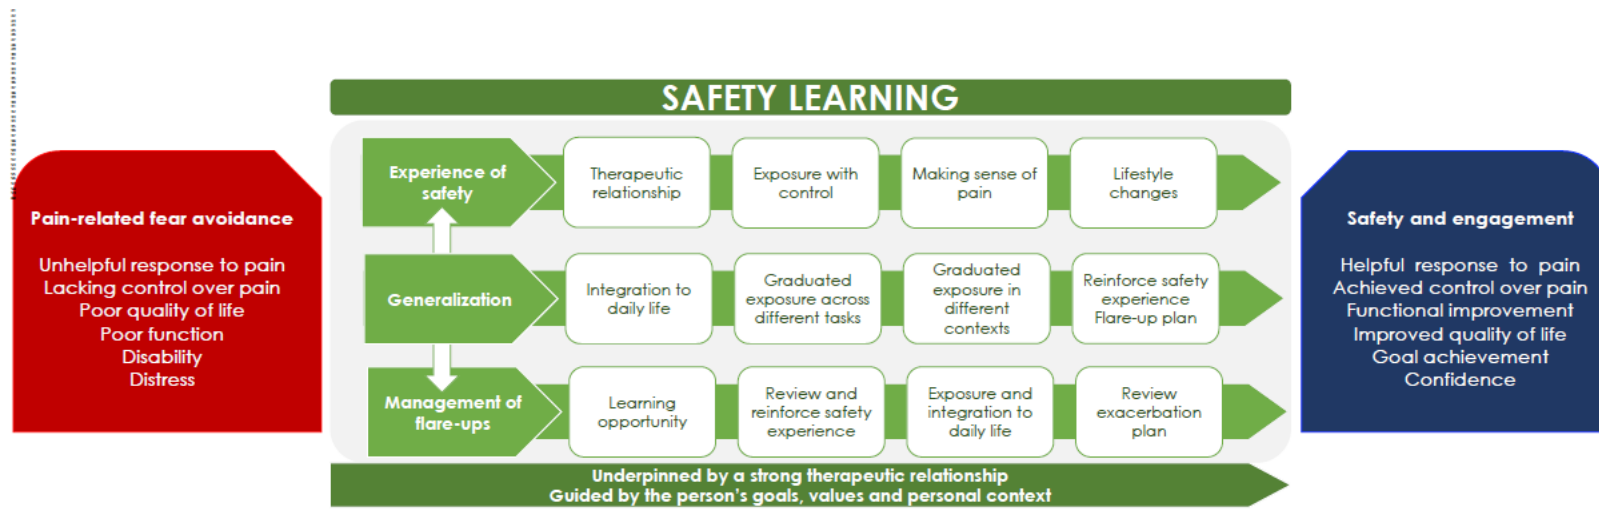 SAFETY LEARNING
Pain-related fear avoidance
Unhelpful response to pain
Lacking control over pain
Poor quality of life
Poor function
Disability
Distress
Experience of
safety
Therapeutic
relationship
Exposure with
control
Making sense of
pain
Lifestyle
changes
Generalization
Integration to
daily life
Graduated
exposure across
different tasks
Graduated
exposure in
different
contexts
Reinforce safety
experience
Flare-up plan
Management of
flare-ups
Learning
opportunity
Review and
reinforce safety
experience
Exposure and
integration to
daily life
Review
exacerbation
plan
Underpinned by a strong therapeutic relationship
Guided by the person's goals, values and personal context
Safety and engagement
Helpful response to pain
Achieved control over pain
Functional improvement
Improved quality of life
Goal achievement
Confidence